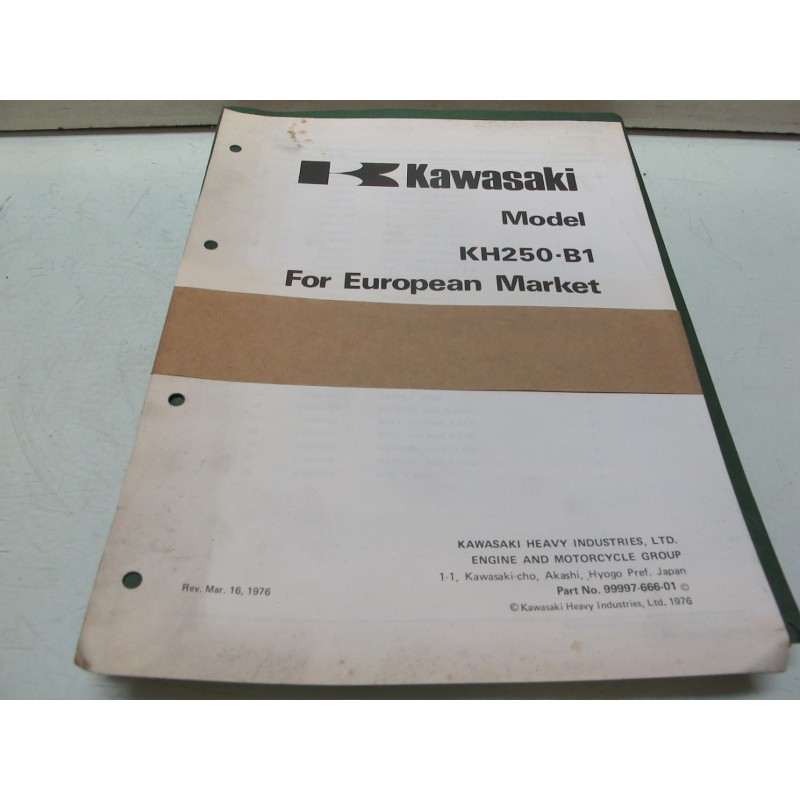 Kawasaki
Model
KH250-B1
For European Market
KAWASAKI HEAVY INDUSTRIES, LTD.
ENGINE AND MOTORCYCLE GROUP
1-1, Kawasaki-cho, Akashi, Hyogo Pref. Japan
Rev. Mar. 16, 1976
Part No. 99997-666-01 ©
© Kawasaki Heavy Industries, Ltd. 1976